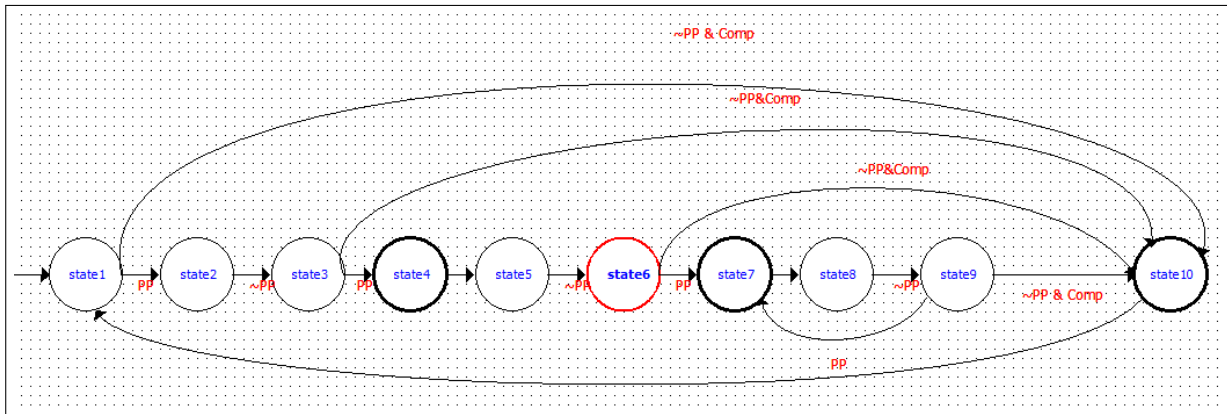 ~PP & Comp
~PP&Comp
~PP&Comp
state1
PP
state2
~PP
state3
PP
state4
state5
~PP
state6
PP
state7
state8
~PP
state9
~PP & Comp
state10
PP